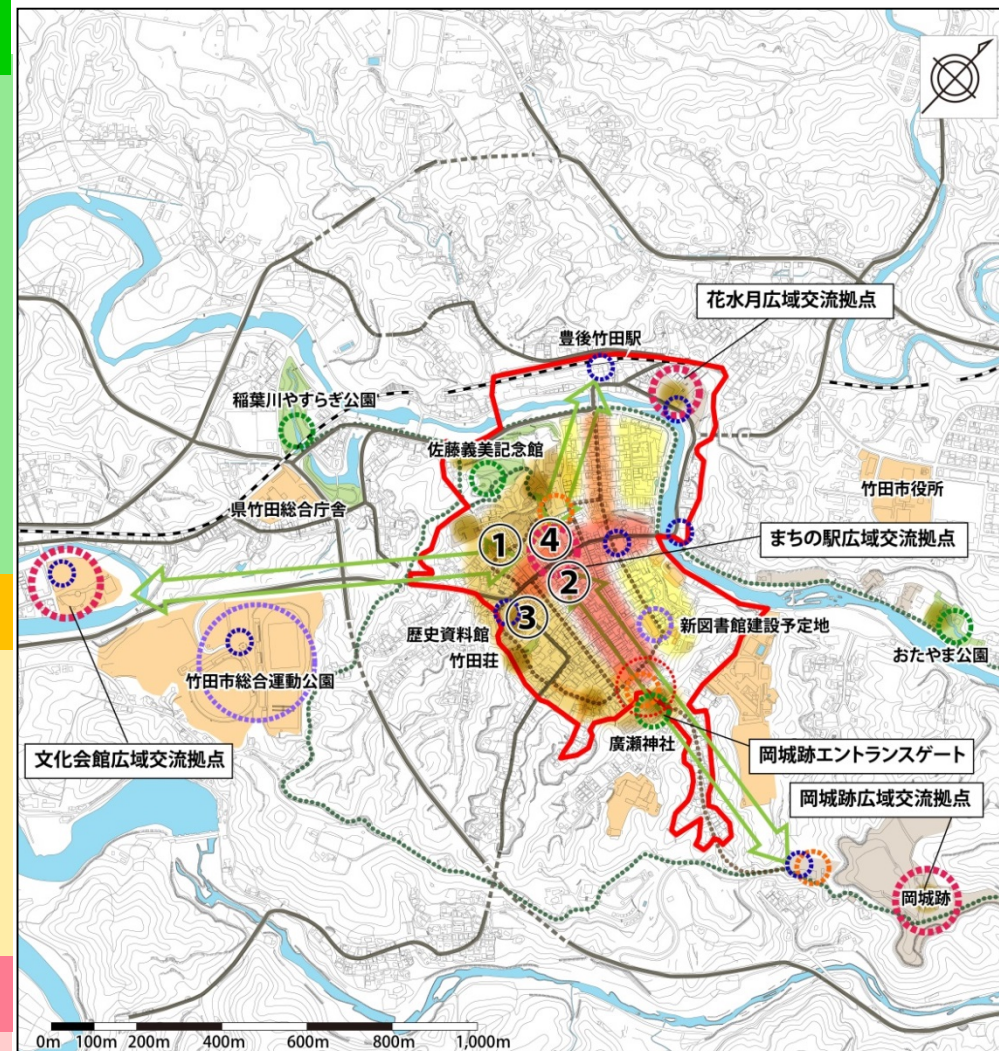 花水月広域交流拠点
豊後竹田駅
稲葉川やすらぎ公園
佐藤義美記念館
竹田市役所
県竹田総合庁舎
① ④
まちの駅広域交流拠点
②
③
歴史資料館
新図書館建設予定地
竹田荘
おたやま公園
竹田市総合運動公園
廣瀬神社
文化会館広域交流拠点
岡城跡エントランスゲート
岡城跡広域交流拠点
岡城跡
0m 100m 200m 400m 600m 800m 1,000m